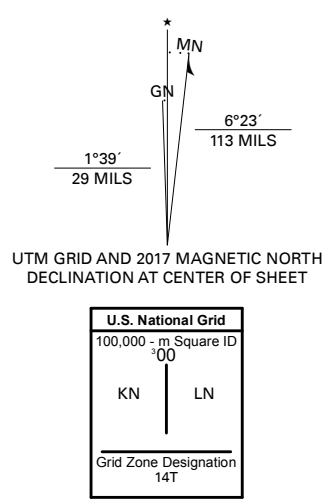 ★
MN
GN
6°23´
113 MILS
1°39´
29 MILS
UTM GRID AND 2017 MAGNETIC NORTH
DECLINATION AT CENTER OF SHEET
U.S. National Grid
100,000 - m Square ID
³00
KN LN
Grid Zone Designation
14T